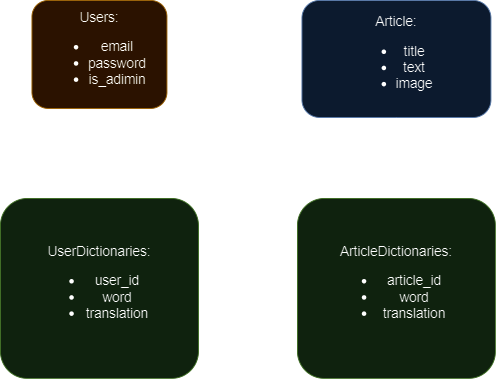 Users:
email
password
is_adimin
Article:
title
text
image
UserDictionaries:
user_id
word
translation
ArticleDictionaries:
article_id
word
translation